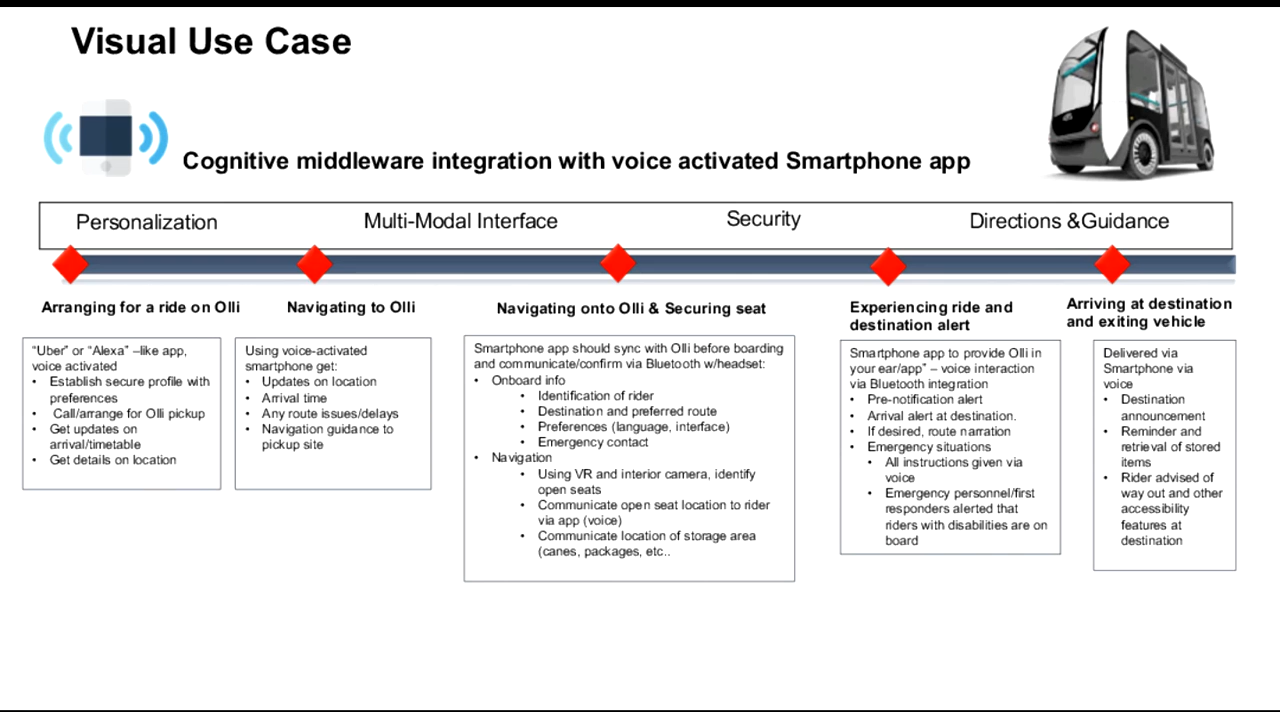 Visual Use Case
Cognitive middleware integration with voice activated Smartphone app
Personalization
Multi-Modal Interface
Security
Directions &Guidance
Arranging for a ride on Olli
“Uber” or “Alexa” –like app,
voice activated
• Establish secure profile with
preferences
• Call/arrange for Olli pickup
• Get updates on
arrival/timetable
• Get details on location
Navigating to Olli
Using voice-activated
smartphone get:
• Updates on location
• Arrival time
• Any route issues/delays
• Navigation guidance to
pickup site
Navigating onto Olli & Securing seat
Smartphone app should sync with Olli before boarding
and communicate/confirm via Bluetooth w/headset:
• Onboard info
• Identification of rider
• Destination and preferred route
• Preferences (language, interface)
• Emergency contact
• Navigation
• Using VR and interior camera, identify
open seats
• Communicate open seat location to rider
via app (voice)
• Communicate location of storage area
(canes, packages, etc..
Experiencing ride and
destination alert
Smartphone app to provide Olli in
your ear/app” – voice interaction
via Bluetooth integration
• Pre-notification alert
• Arrival alert at destination.
• If desired, route narration
• Emergency situations
• All instructions given via
voice
• Emergency personnel/first
responders alerted that
riders with disabilities are on
board
Arriving at destination
and exiting vehicle
Delivered via
Smartphone via
voice
• Destination
announcement
• Reminder and
retrieval of stored
items
• Rider advised of
way out and other
accessibility
features at
destination